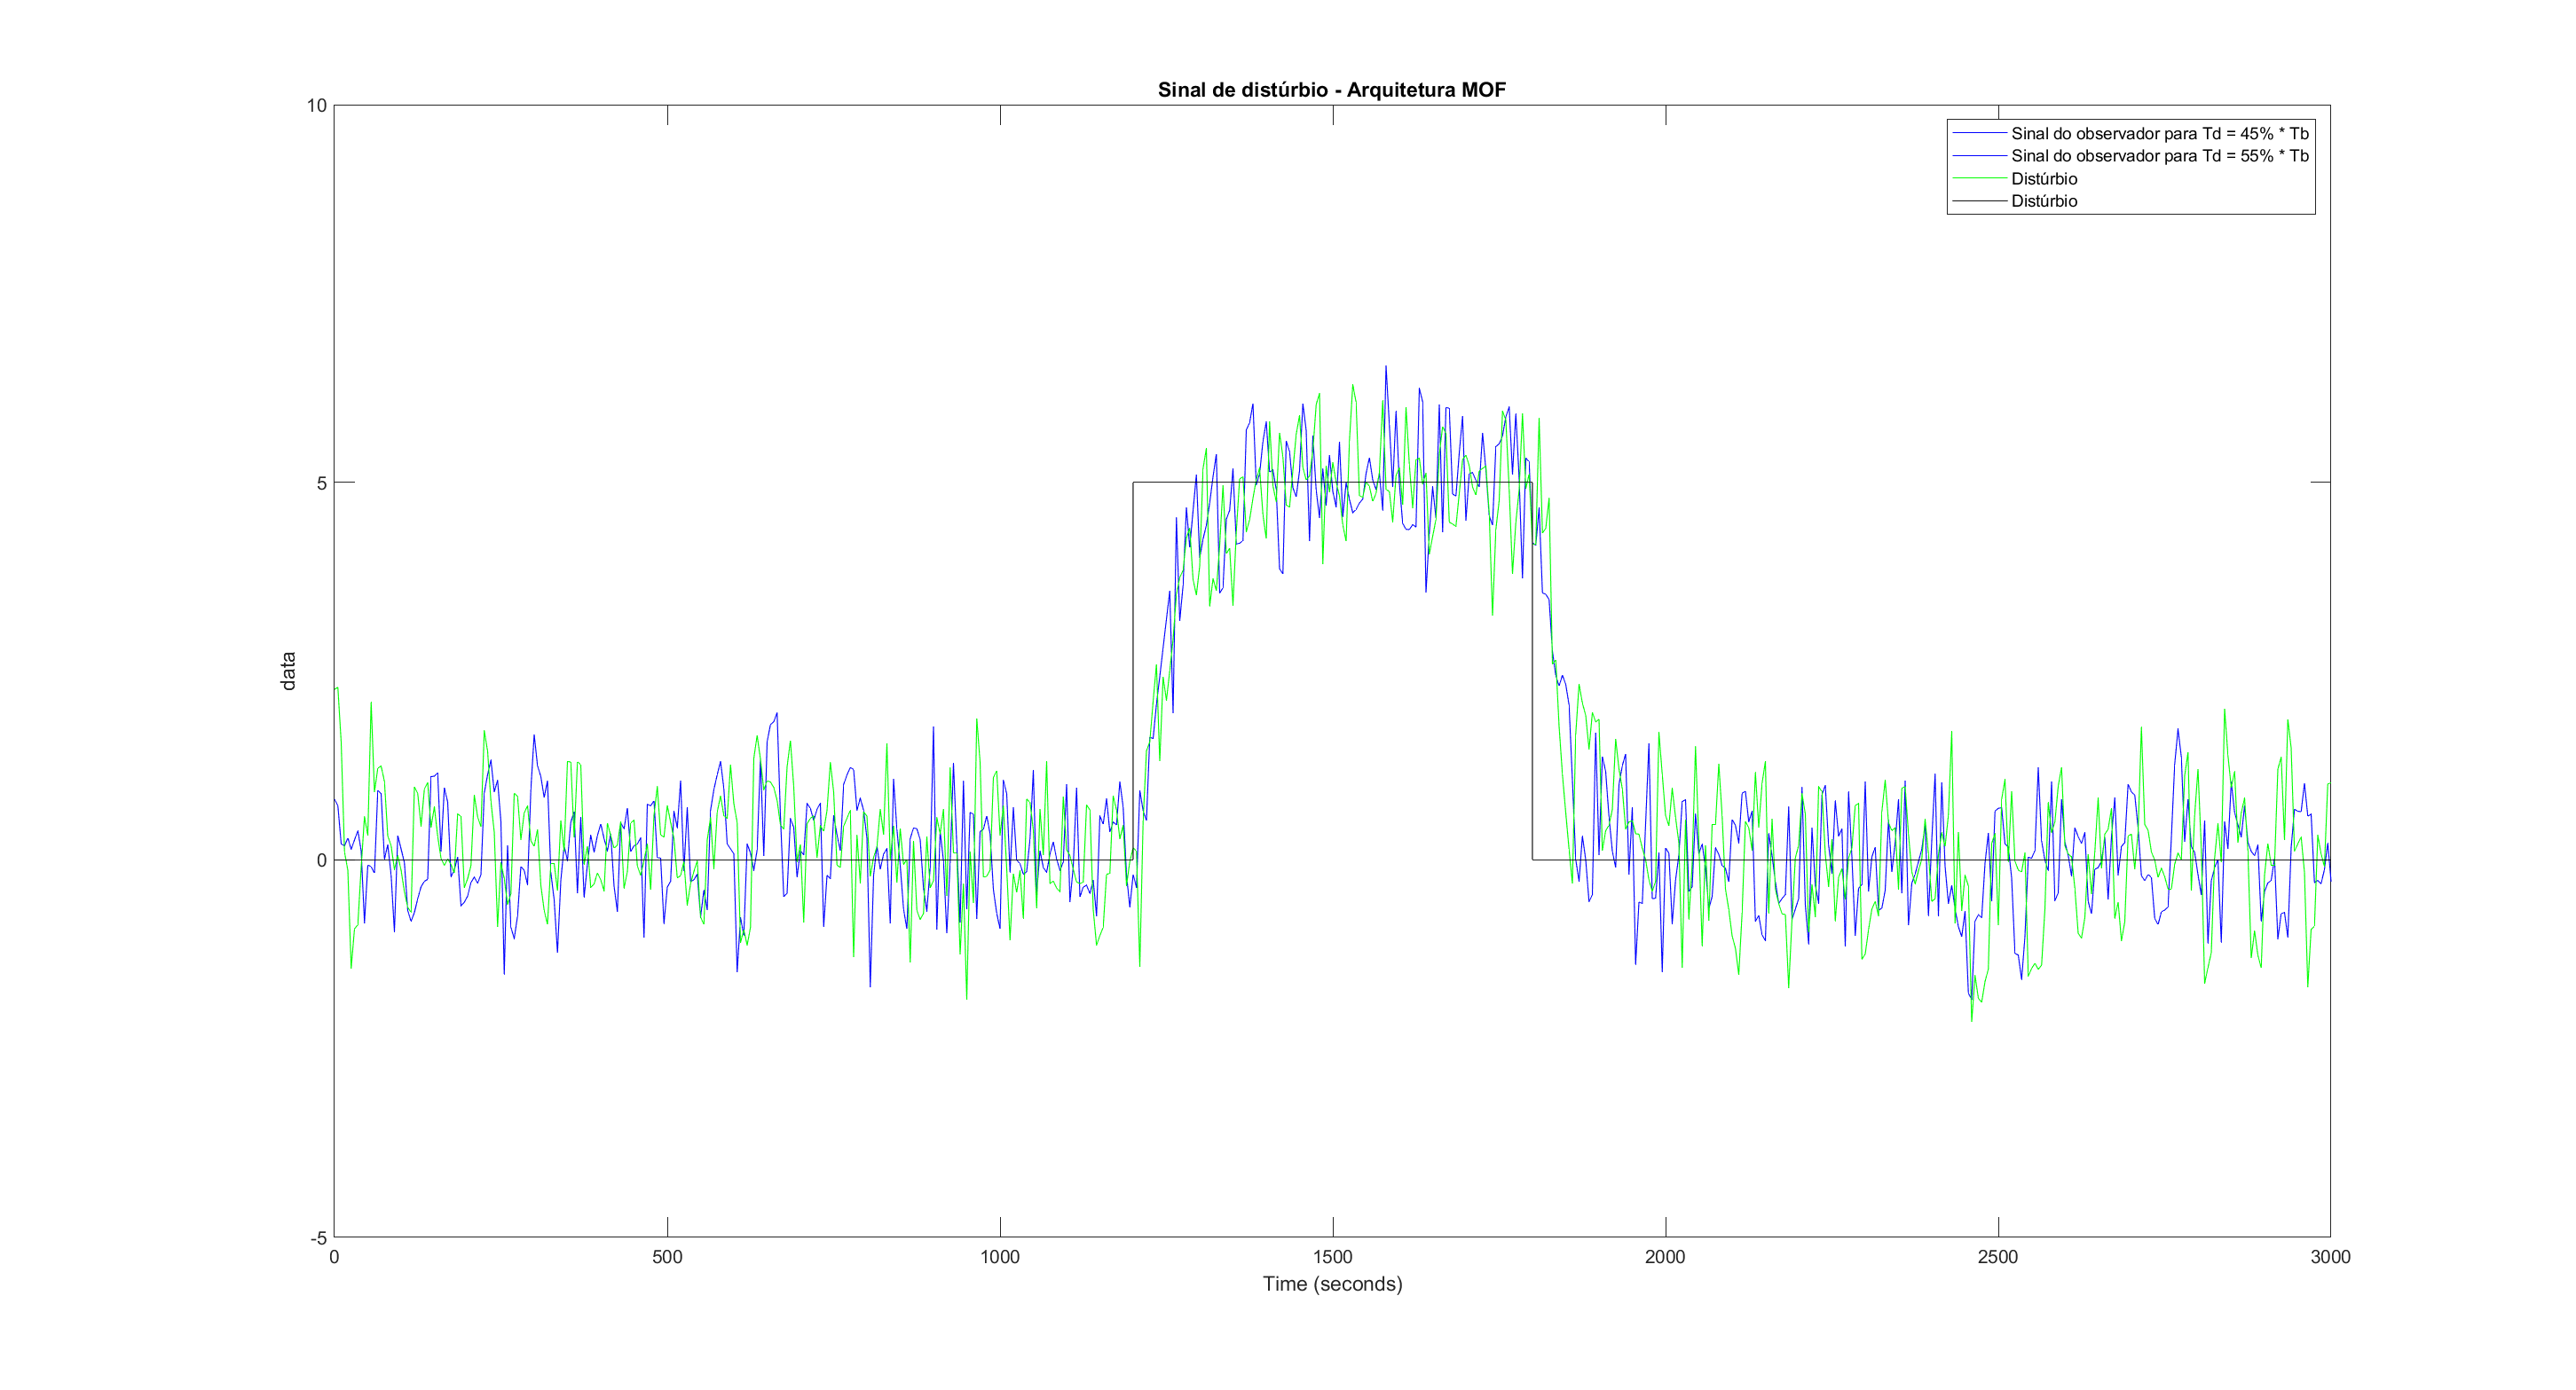 Sinal de distúrbio - Arquitetura MOF
10
Sinal do observador para Td = 45% * Tb
Sinal do observador para Td = 55% * Tb
Distúrbio
Distúrbio
5
data
0
-5
0 500 1000 1500 2000 2500 3000
Time (seconds)